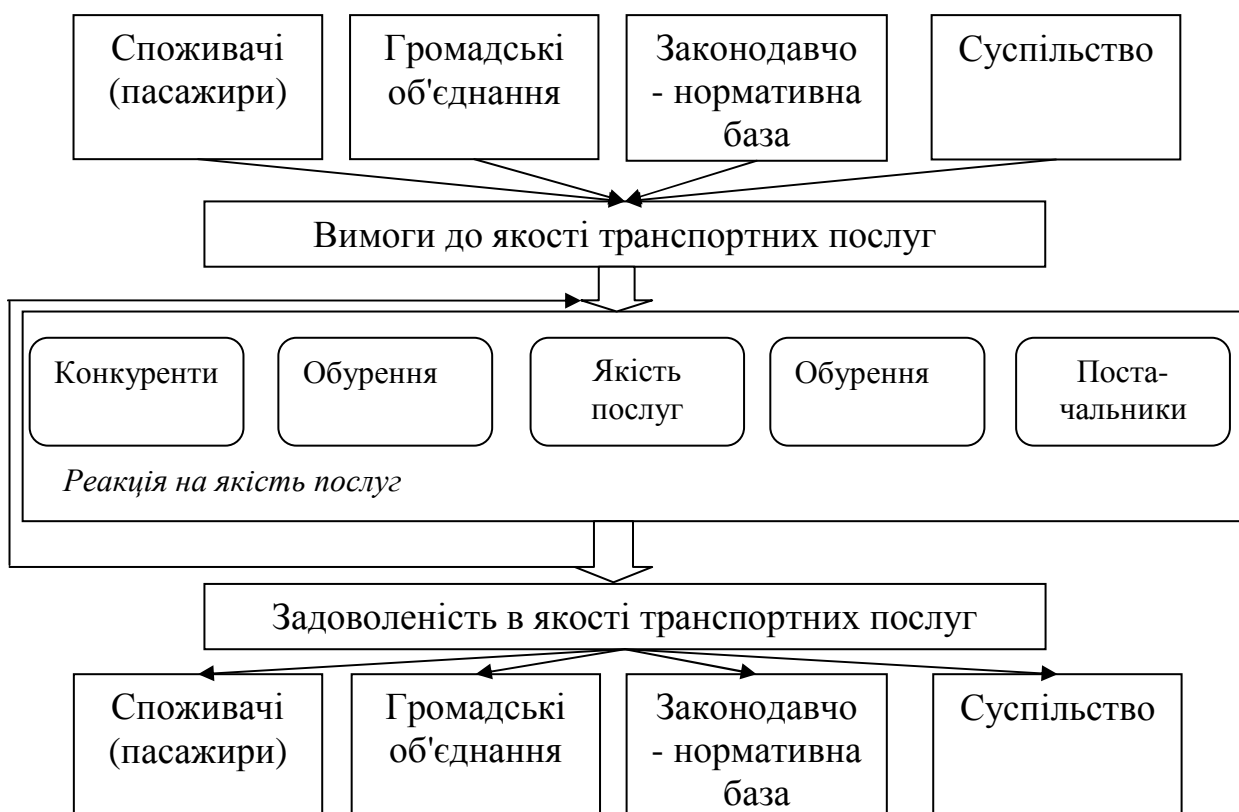 Споживачі
(пасажири)
Громадські
об'єднання
Законодавчо
- нормативна
база
Суспільство
Вимоги до якості транспортних послуг
Конкуренти
Обурення
Якість
послуг
Обурення
Поста-
чальники
Реакція на якість послуг
Задоволеність в якості транспортних послуг
Споживачі
(пасажири)
Громадські
об'єднання
Законодавчо
- нормативна
база
Суспільство